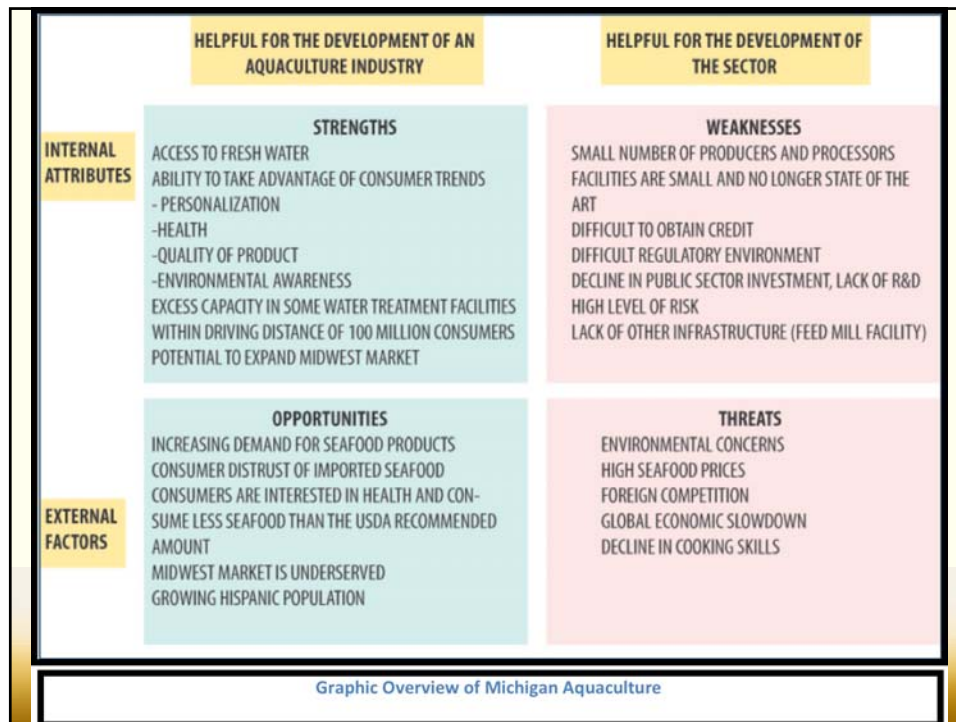 HELPFUL FOR THE DEVELOPMENT OF AN
AQUACULTURE INDUSTRY
HELPFUL FOR THE DEVELOPMENT OF
THE SECTOR
INTERNAL
ATTRIBUTES
STRENGTHS
ACCESS TO FRESH WATER
ABILITY TO TAKE ADVANTAGE OF CONSUMER TRENDS
- PERSONALIZATION
-HEALTH
-QUALITY OF PRODUCT
-ENVIRONMENTAL AWARENESS
EXCESS CAPACITY IN SOME WATER TREATMENT FACILITIES
WITHIN DRIVING DISTANCE OF 100 MILLION CONSUMERS
POTENTIAL TO EXPAND MIDWEST MARKET
WEAKNESSES
SMALL NUMBER OF PRODUCERS AND PROCESSORS
FACILITIES ARE SMALL AND NO LONGER STATE OF THE
ART
DIFFICULT TO OBTAIN CREDIT
DIFFICULT REGULATORY ENVIRONMENT
DECLINE IN PUBLIC SECTOR INVESTMENT, LACK OF R&D
HIGH LEVEL OF RISK
LACK OF OTHER INFRASTRUCTURE (FEED MILL FACILITY)
EXTERNAL
FACTORS
OPPORTUNITIES
INCREASING DEMAND FOR SEAFOOD PRODUCTS
CONSUMER DISTRUST OF IMPORTED SEAFOOD
CONSUMERS ARE INTERESTED IN HEALTH AND CON-
SUME LESS SEAFOOD THAN THE USDA RECOMMENDED
AMOUNT
MIDWEST MARKET IS UNDERSERVED
GROWING HISPANIC POPULATION
THREATS
ENVIRONMENTAL CONCERNS
HIGH SEAFOOD PRICES
FOREIGN COMPETITION
GLOBAL ECONOMIC SLOWDOWN
DECLINE IN COOKING SKILLS
Graphic Overview of Michigan Aquaculture